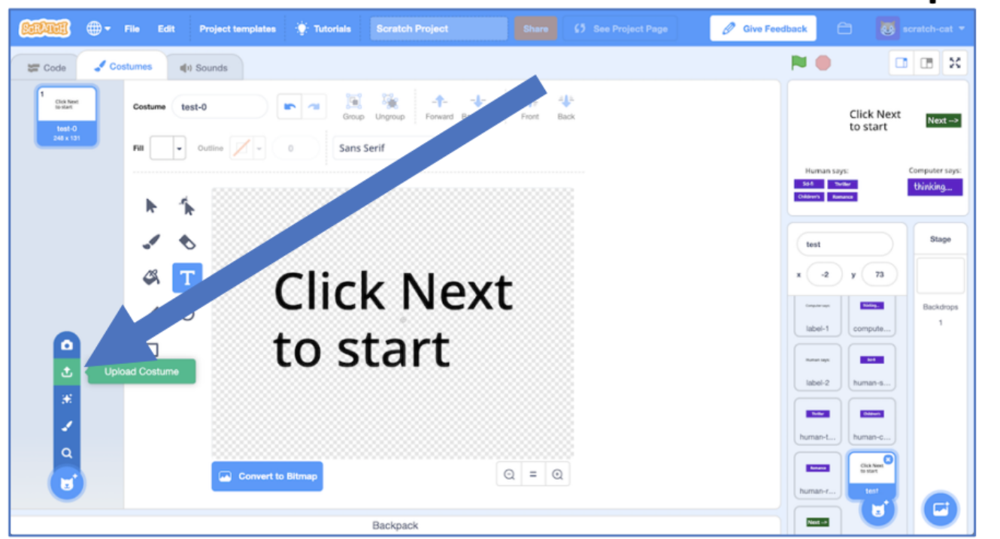 SCRATCH
File Edit Project templates Tutorials Scratch Project Share See Project Page Give Feedback scratch-cat
Code Costumes Sounds
1
Click Next
to start
test-0
248 x 131
Costume test-0 Group Ungroup Forward Front Back
Fill Outline 0 Sans Serif
T
Click Next
to start
Upload Costume
Convert to Bitmap
=
Backpack
Click Next
to start
Next -->
Human says:
Sci-fi Thriller
Children's Romance
Computer says:
thinking...
test
x -2 y 73
Stage
Backdrops
1
Computer says
label-1
thinking...
compute...
Human says
label-2
Sci-fi
human-s...
Thriller
human-t...
Children's
human-c...
Romance
human-r...
Click Next
to start
test
Next -->